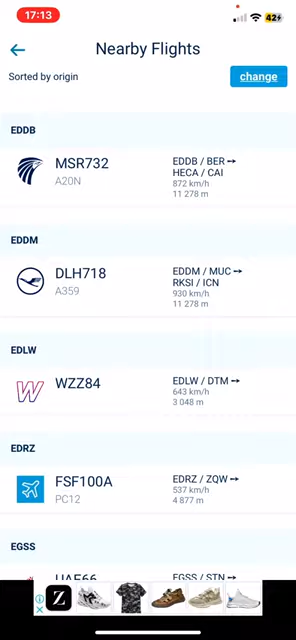 17:13
42
Nearby Flights
Sorted by origin
change
EDDB
MSR732
A20N
EDDB / BER ➙
HECA / CAI
872 km/h
11 278 m
EDDM
DLH718
A359
EDDM / MUC ➙
RKSI / ICN
930 km/h
11 278 m
EDLW
WZZ84
EDLW / DTM ➙
643 km/h
3 048 m
EDRZ
FSF100A
PC12
EDRZ / ZQW ➙
537 km/h
4 877 m
EGSS
UAE66
EGSS / STN ➙
Z